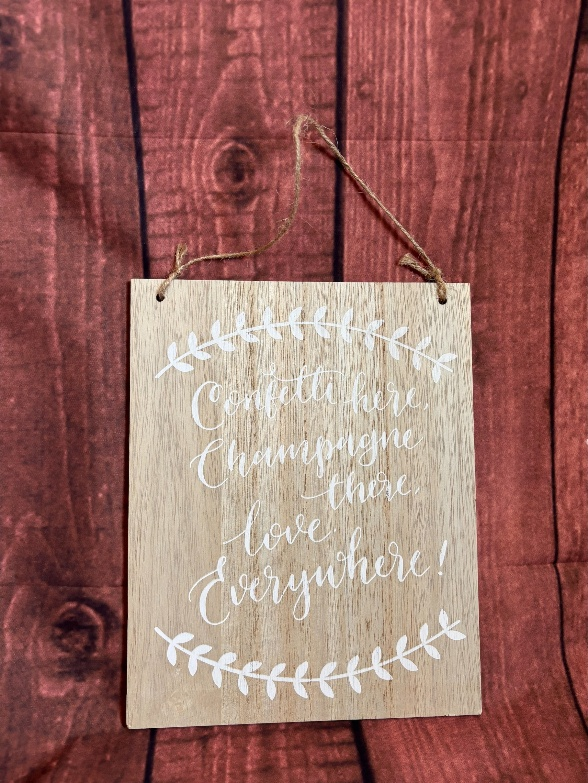 Confetti here,
Champagne
there,
love
Everywhere!